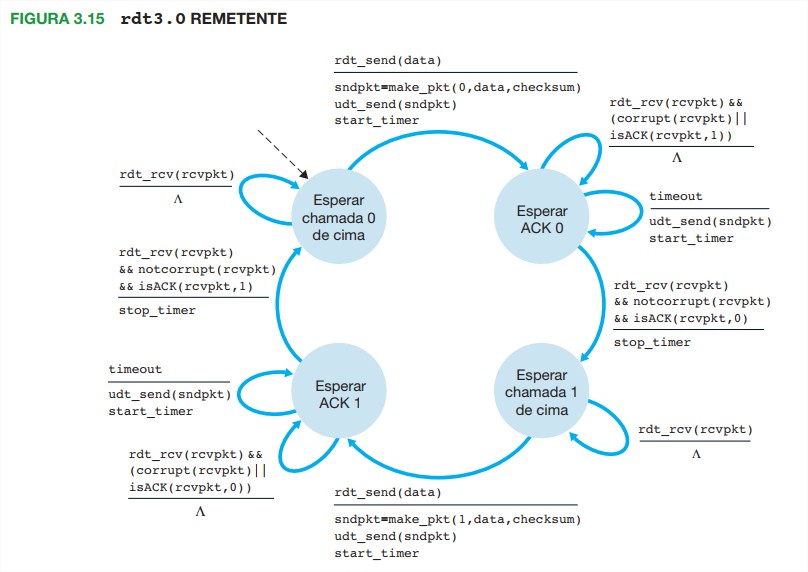 FIGURA 3.15 rdt3.0 REMETENTE
rdt_send(data)
sndpkt=make_pkt(0,data,checksum)
udt_send(sndpkt)
start_timer
rdt_rcv(rcvpkt) &&
(corrupt(rcvpkt)||
isACK(rcvpkt,1))
Λ
rdt_rcv(rcvpkt)
Λ
Esperar
chamada 0
de cima
Esperar
ACK 0
timeout
udt_send(sndpkt)
start_timer
rdt_rcv(rcvpkt)
&& notcorrupt(rcvpkt)
&& isACK(rcvpkt,1)
stop_timer
rdt_rcv(rcvpkt)
&& notcorrupt(rcvpkt)
&& isACK(rcvpkt,0)
stop_timer
timeout
udt_send(sndpkt)
start_timer
Esperar
ACK 1
Esperar
chamada 1
de cima
rdt_rcv(rcvpkt)
Λ
rdt_rcv(rcvpkt) &&
(corrupt(rcvpkt)||
isACK(rcvpkt,0))
Λ
rdt_send(data)
sndpkt=make_pkt(1,data,checksum)
udt_send(sndpkt)
start_timer